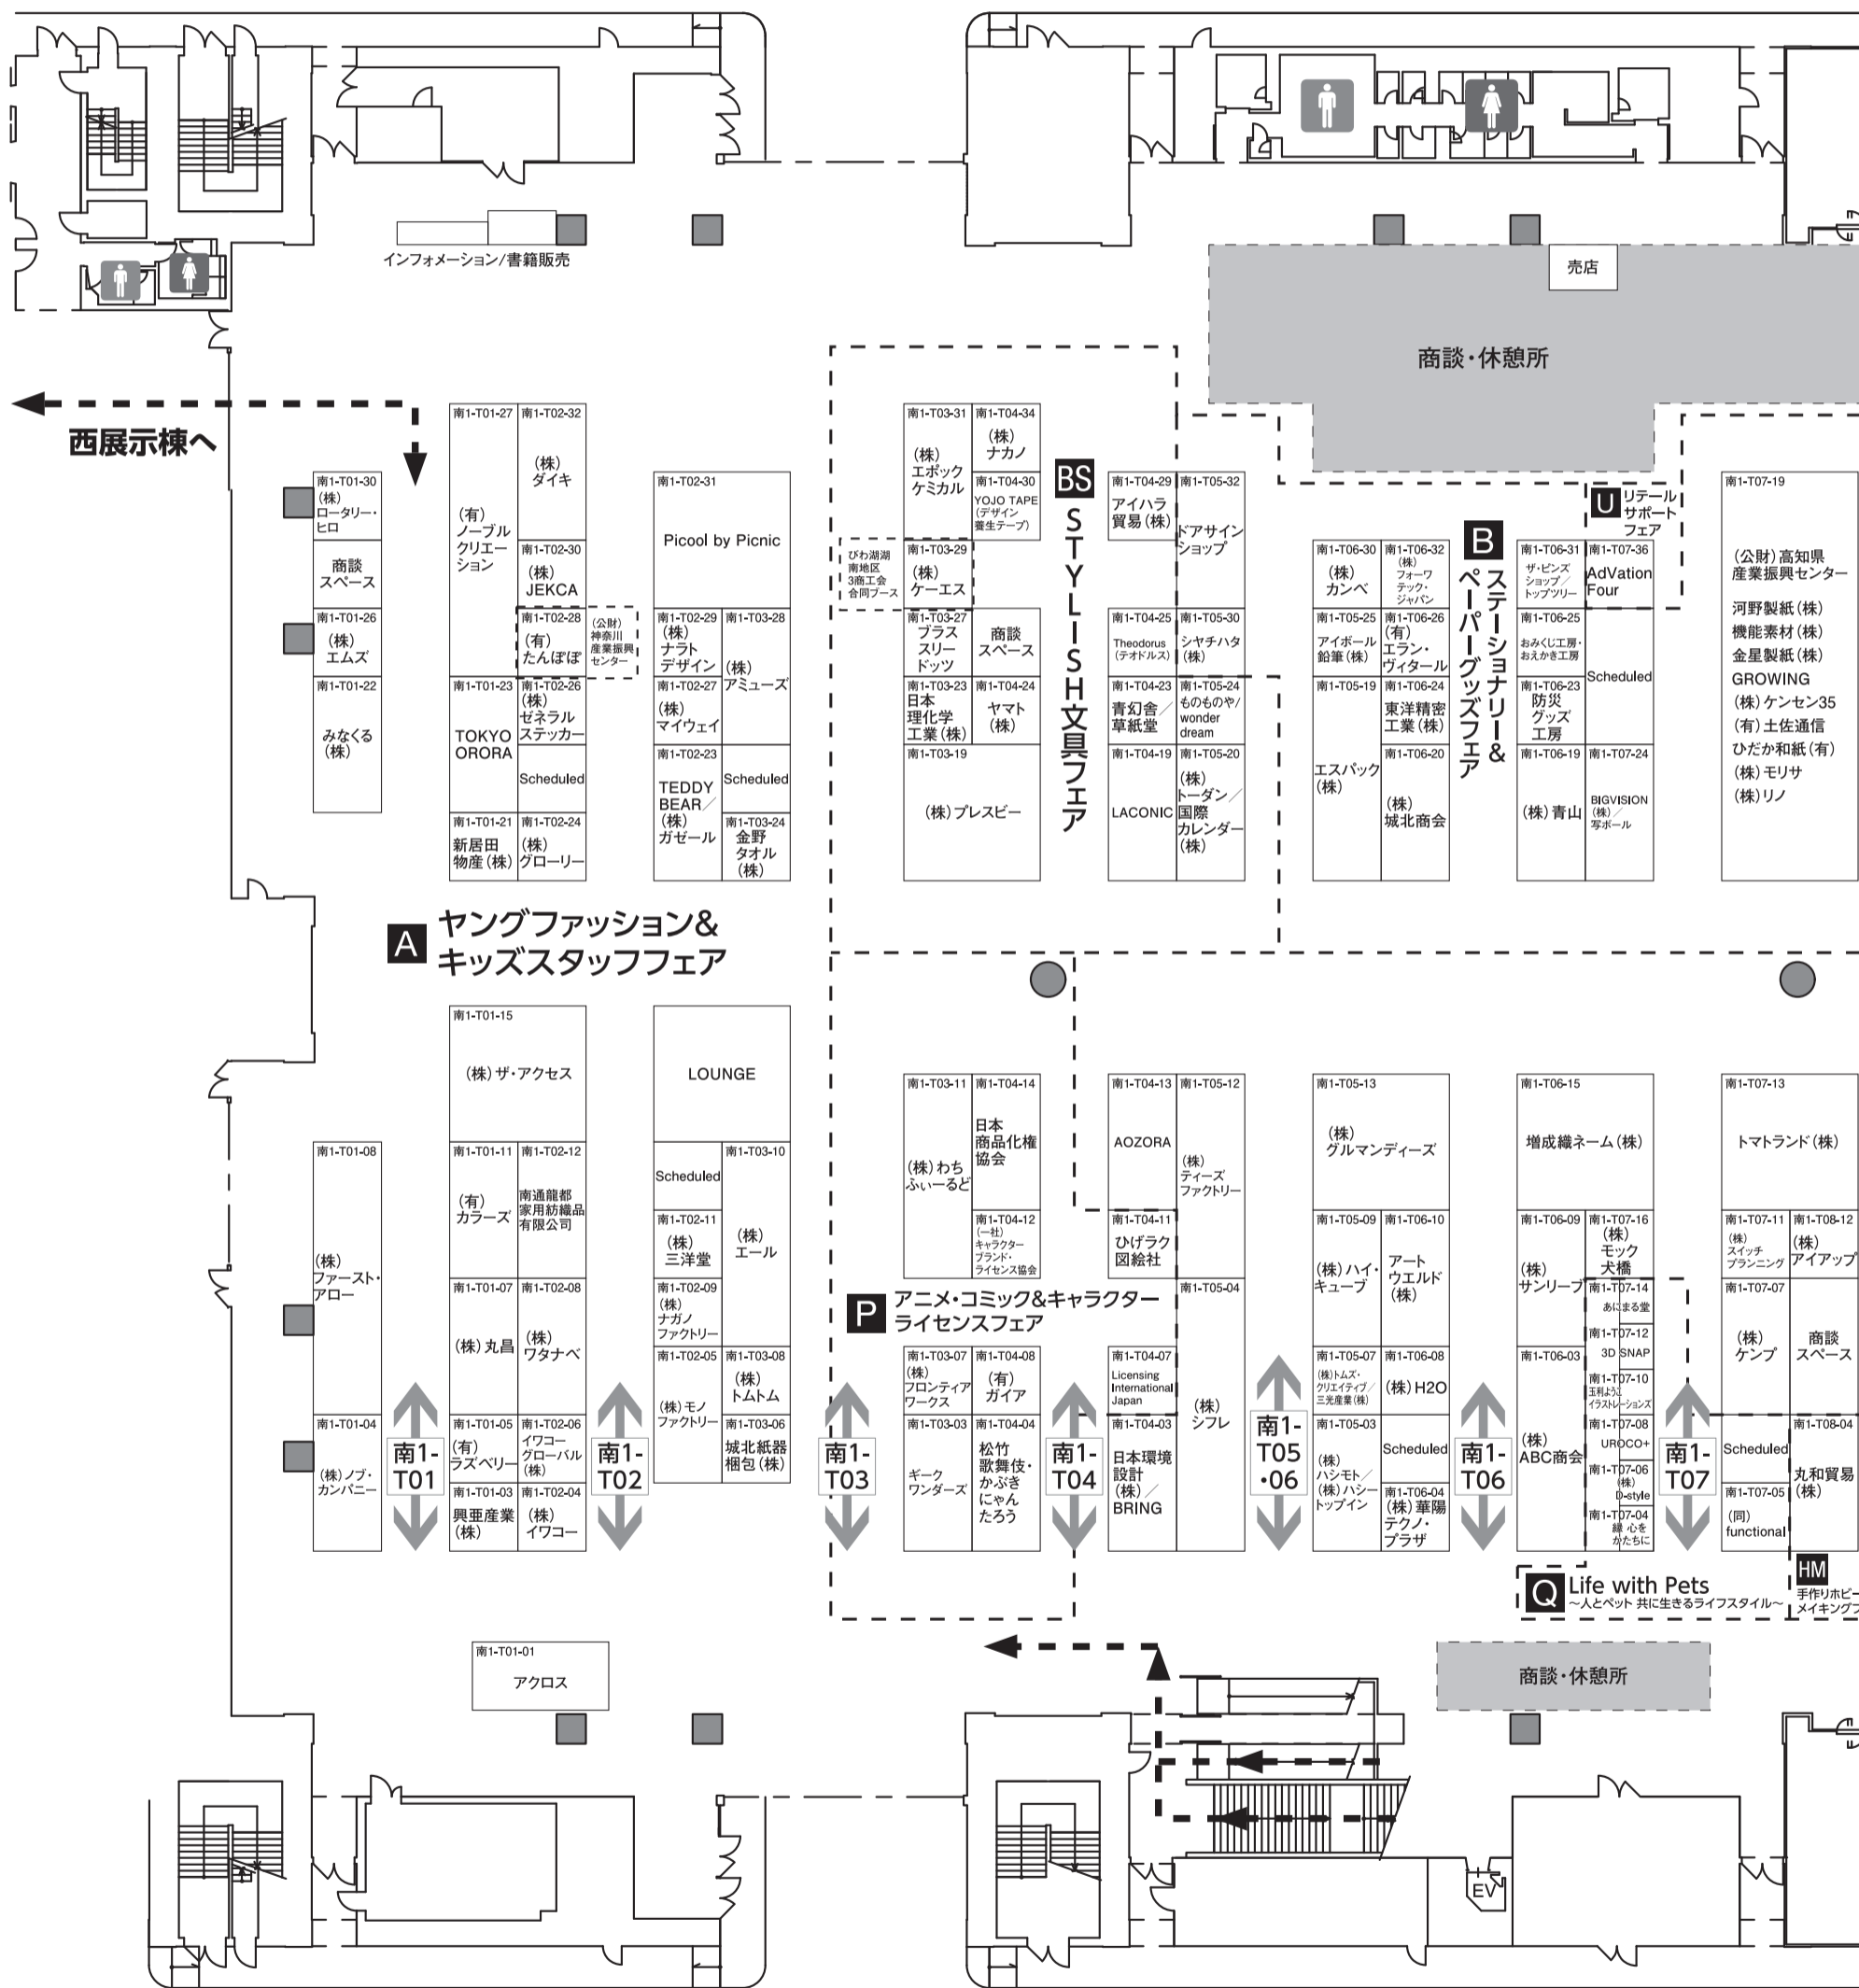 インフォメーション/書籍販売
売店
商談・休憩所
西展示棟へ
南1-T01-30
(株)
ロータリー・
ヒロ
商談
スペース
南1-T01-26
(株)
エムズ
南1-T01-22
みなくる
(株)
南1-T01-27
(有)
ノーブル
クリエー
ション
南1-T02-32
(株)
ダイキ
南1-T02-30
(株)
JEKCA
南1-T02-28
(有)
たんぽぽ
(公財)
神奈川
産業振興
センター
南1-T01-23
TOKYO
ORORA
南1-T02-26
(株)
ゼネラル
ステッカー
Scheduled
南1-T01-21
新居田
物産(株)
南1-T02-24
(株)
グローリー
南1-T02-31
Picool by Picnic
南1-T02-29
(株)
ナラト
デザイン
南1-T03-28
(株)
アミューズ
南1-T02-27
(株)
マイウェイ
南1-T02-23
TEDDY
BEAR/
(株)
ガゼール
Scheduled
南1-T03-24
金野
タオル
(株)
南1-T03-31
(株)
エポック
ケミカル
南1-T04-34
(株)
ナカノ
南1-T04-30
YOJO TAPE
(デザイン
養生テープ)
びわ湖湖
南地区
3商工会
合同ブース
南1-T03-29
(株)
ケーエス
南1-T03-27
プラス
スリー
ドッツ
商談
スペース
南1-T03-23
日本
理化学
工業(株)
南1-T04-24
ヤマト
(株)
南1-T03-19
(株)プレスビー
BS
STYLISH文具フェア
南1-T04-29
アイハラ
貿易(株)
南1-T05-32
ドアサイン
ショップ
南1-T04-25
Theodorus
(テオドルス)
南1-T05-30
シヤチハタ
(株)
南1-T04-23
青幻舎/
草紙堂
南1-T05-24
ものものや/
wonder
dream
南1-T04-19
LACONIC
南1-T05-20
(株)
トーダン/
国際
カレンダー
(株)
南1-T06-30
(株)
カンベ
南1-T06-32
(株)
フォーワ
テック・
ジャパン
南1-T05-25
アイボール
鉛筆(株)
南1-T06-26
(有)
エラン・
ヴィタール
南1-T05-19
エスパック
(株)
南1-T06-24
東洋精密
工業(株)
南1-T06-20
(株)
城北商会
B
ステーショナリー&
ペーパーグッズフェア
U
リテール
サポート
フェア
南1-T06-31
ザ・ピンズ
ショップ/
トップツリー
南1-T07-36
AdVation
Four
南1-T06-25
おみくじ工房・
おえかき工房
Scheduled
南1-T06-23
防災
グッズ
工房
南1-T06-19
(株)青山
南1-T07-24
BIGVISION
(株)/
写ボール
南1-T07-19
(公財)高知県
産業振興センター
河野製紙(株)
機能素材(株)
金星製紙(株)
GROWING
(株)ケンセン35
(有)土佐通信
ひだか和紙(有)
(株)モリサ
(株)リノ
A
ヤングファッション&
キッズスタッフフェア
南1-T01-15
(株)ザ・アクセス
LOUNGE
南1-T01-08
(株)
ファースト・
アロー
南1-T01-04
(株)ノブ・
カンパニー
南1-T01-11
(有)
カラーズ
南1-T02-12
南通龍都
家用紡織品
有限公司
南1-T01-07
(株)丸昌
南1-T02-08
(株)
ワタナベ
南1-T01-05
(有)
ラズベリー
南1-T02-06
イワコー
グローバル
(株)
南1-T01-03
興亜産業
(株)
南1-T02-04
(株)
イワコー
Scheduled
南1-T03-10
(株)
エール
南1-T02-11
(株)
三洋堂
南1-T02-09
(株)
ナガノ
ファクトリー
南1-T02-05
(株)モノ
ファクトリー
南1-T03-08
(株)
トムトム
南1-T03-06
城北紙器
梱包(株)
南1-T03-11
(株)わち
ふぃーるど
南1-T04-14
日本
商品化権
協会
南1-T04-12
(一社)
キャラクター
ブランド・
ライセンス協会
P
アニメ・コミック&キャラクター
ライセンスフェア
南1-T03-07
(株)
フロンティア
ワークス
南1-T04-08
(有)
ガイア
南1-T03-03
ギーク
ワンダーズ
南1-T04-04
松竹
歌舞伎・
かぶき
にゃん
たろう
南1-T04-13
AOZORA
南1-T05-12
(株)
ティーズ
ファクトリー
南1-T04-11
ひげラク
図絵社
南1-T05-04
(株)
シフレ
南1-T04-07
Licensing
International
Japan
南1-T04-03
日本環境
設計
(株)/
BRING
南1-T05-13
(株)
グルマンディーズ
南1-T05-09
(株)ハイ・
キューブ
南1-T06-10
アート
ウエルド
(株)
南1-T05-07
(株)トムズ・
クリエイティブ/
三光産業(株)
南1-T06-08
(株)H2O
南1-T05-03
(株)
ハシモト/
(株)ハシー
トップイン
Scheduled
南1-T06-04
(株)華陽
テクノ・
プラザ
南1-T06-15
増成織ネーム(株)
南1-T06-09
(株)
サンリーブ
南1-T07-16
(株)
モック
犬橋
南1-T07-14
あにまる堂
南1-T07-12
3D SNAP
南1-T06-03
(株)
ABC商会
南1-T07-10
玉利ようこ
イラストレーションズ
南1-T07-08
UROCO+
南1-T07-06
(株)
D-style
南1-T07-04
縁 心を
かたちに
南1-T07-13
トマトランド(株)
南1-T07-11
(株)
スイッチ
プランニング
南1-T08-12
(株)
アイアップ
南1-T07-07
(株)
ケンプ
商談
スペース
Scheduled
南1-T08-04
丸和貿易
(株)
南1-T07-05
(同)
functional
南1-
T01
南1-
T02
南1-
T03
南1-
T04
南1-
T05
・06
南1-
T06
南1-
T07
Q
Life with Pets
～人とペット 共に生きるライフスタイル～
HM
手作りホビー
メイキングフ
南1-T01-01
アクロス
商談・休憩所
EV